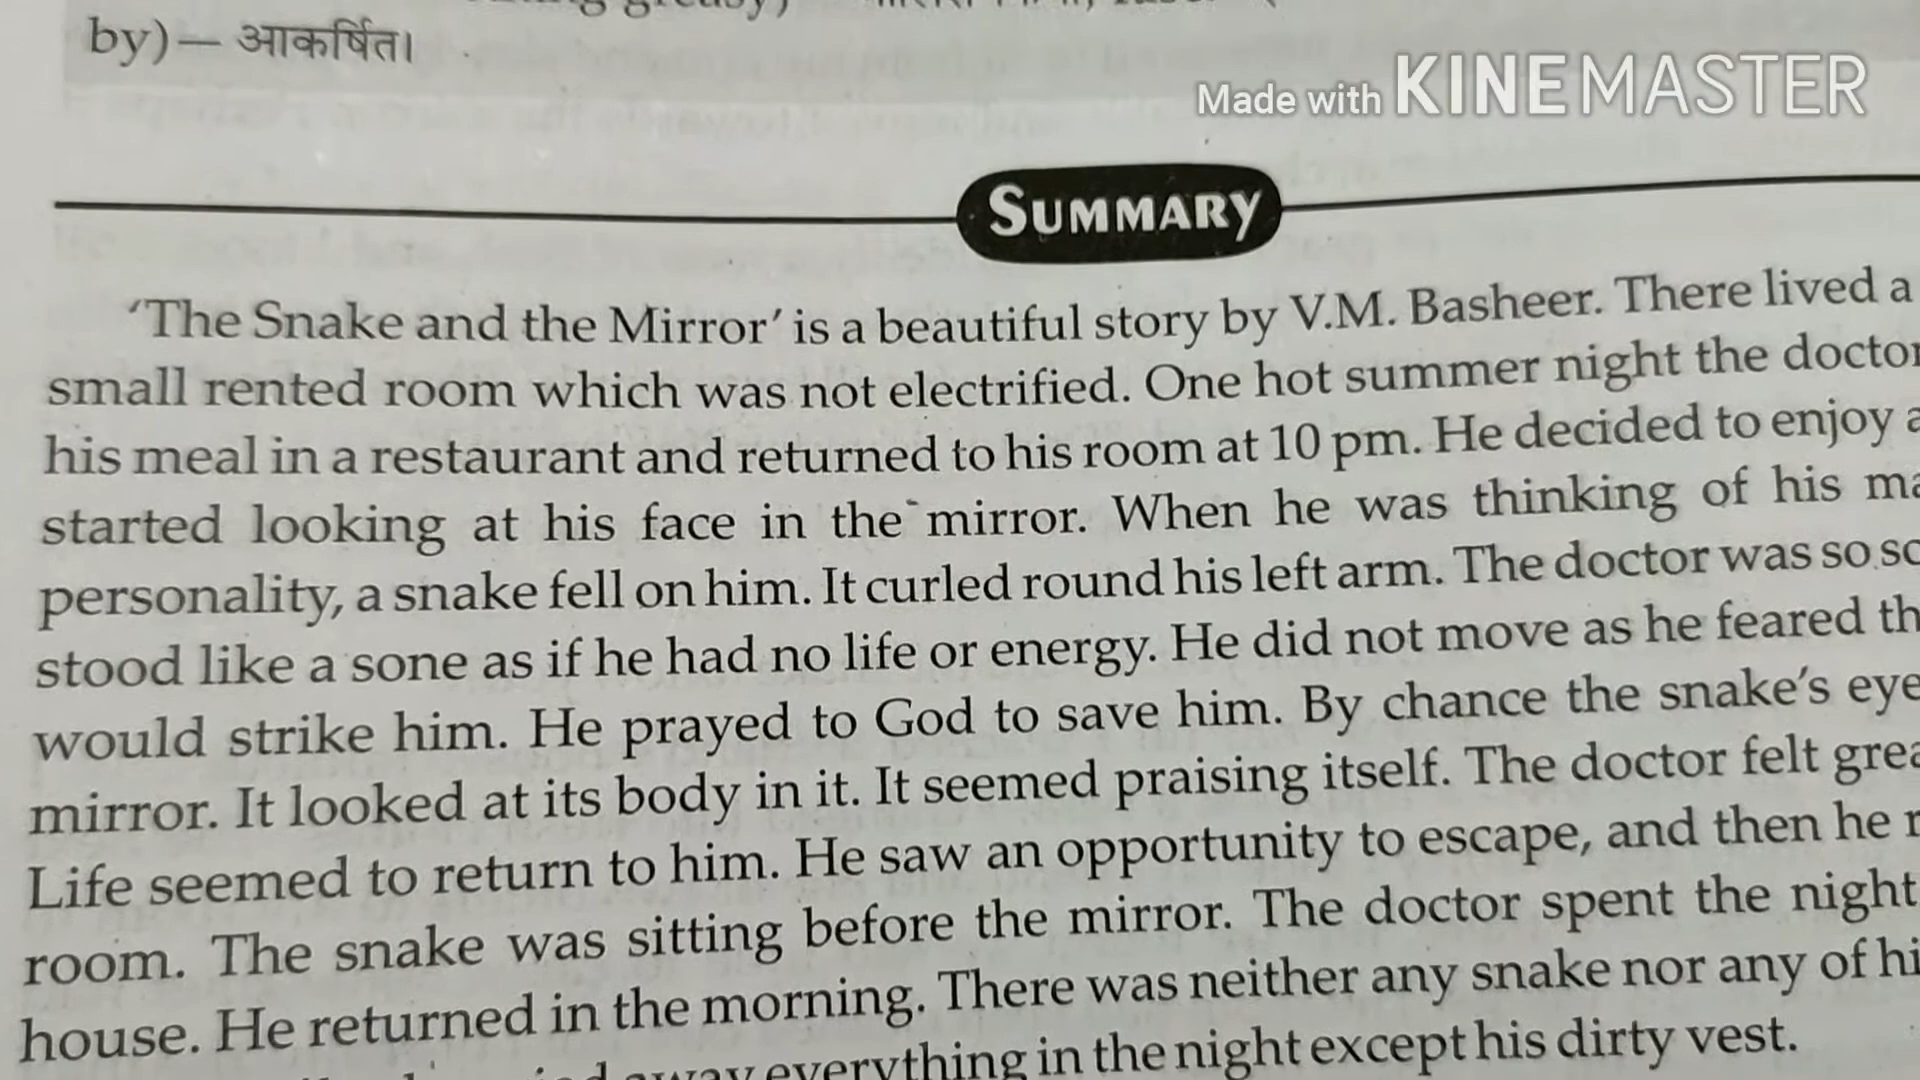 by)— आकर्षित।
Made with KINEMASTER
SUMMARY
'The Snake and the Mirror' is a beautiful story by V.M. Basheer. There lived a
small rented room which was not electrified. One hot summer night the doctor
his meal in a restaurant and returned to his room at 10 pm. He decided to enjoy
started looking at his face in the mirror. When he was thinking of his
personality, a snake fell on him. It curled round his left arm. The doctor was so
stood like a sone as if he had no life or energy. He did not move as he feared
would strike him. He prayed to God to save him. By chance the snake's eye
mirror. It looked at its body in it. It seemed praising itself. The doctor felt
Life seemed to return to him. He saw an opportunity to escape, and then he
room. The snake was sitting before the mirror. The doctor spent the night
house. He returned in the morning. There was neither any snake nor any of
away everything in the night except his dirty vest.